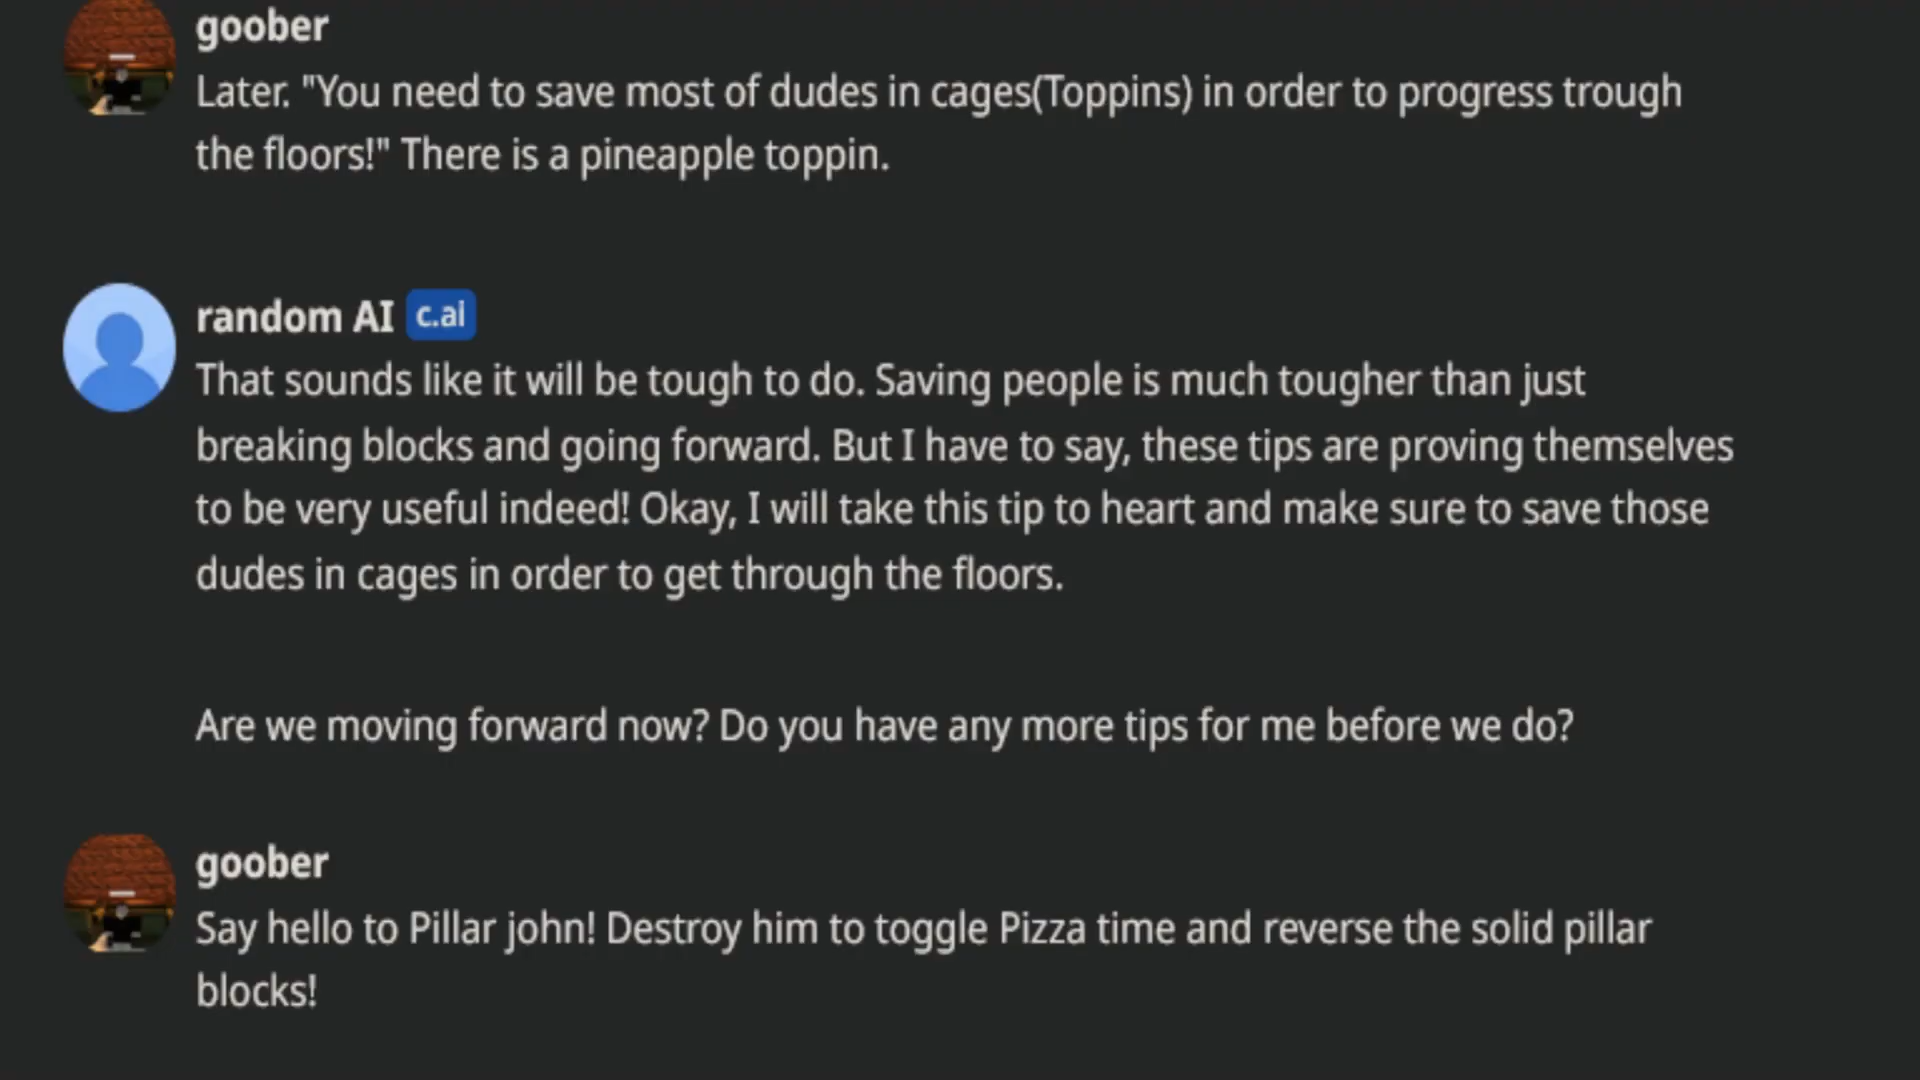 goober
Later. "You need to save most of dudes in cages(Toppins) in order to progress trough
the floors!" There is a pineapple toppin.
random AI c.ai
That sounds like it will be tough to do. Saving people is much tougher than just
breaking blocks and going forward. But I have to say, these tips are proving themselves
to be very useful indeed! Okay, I will take this tip to heart and make sure to save those
dudes in cages in order to get through the floors.
Are we moving forward now? Do you have any more tips for me before we do?
goober
Say hello to Pillar john! Destroy him to toggle Pizza time and reverse the solid pillar
blocks!